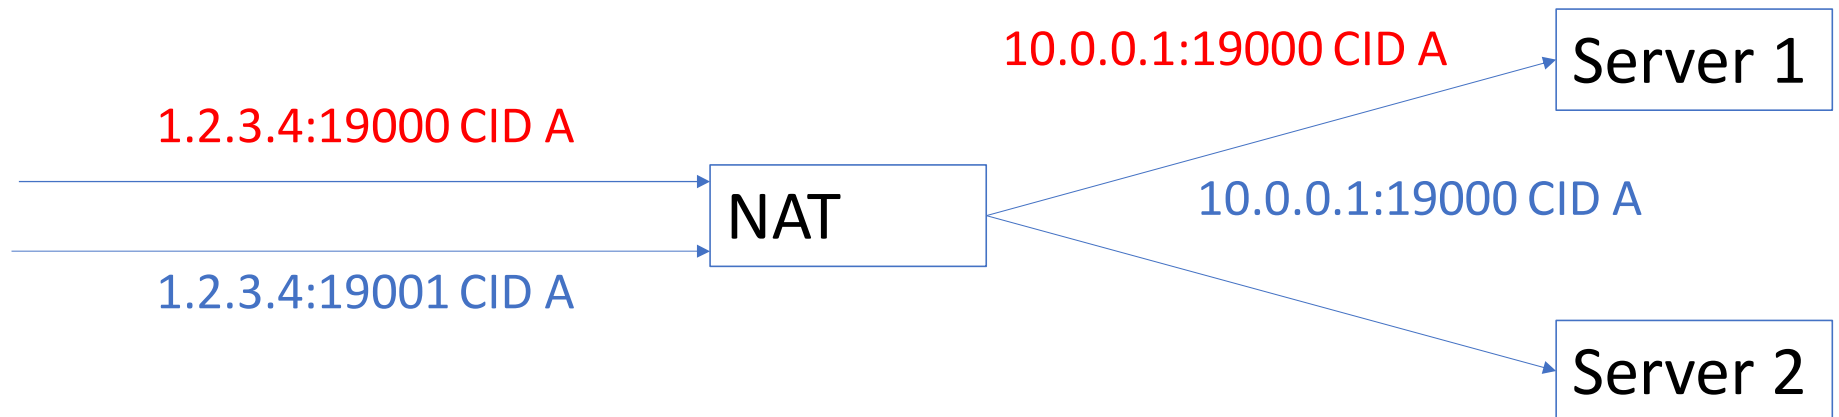 10.0.0.1:19000 CID A
Server 1
1.2.3.4:19000 CID A
NAT
10.0.0.1:19000 CID A
1.2.3.4:19001 CID A
Server 2